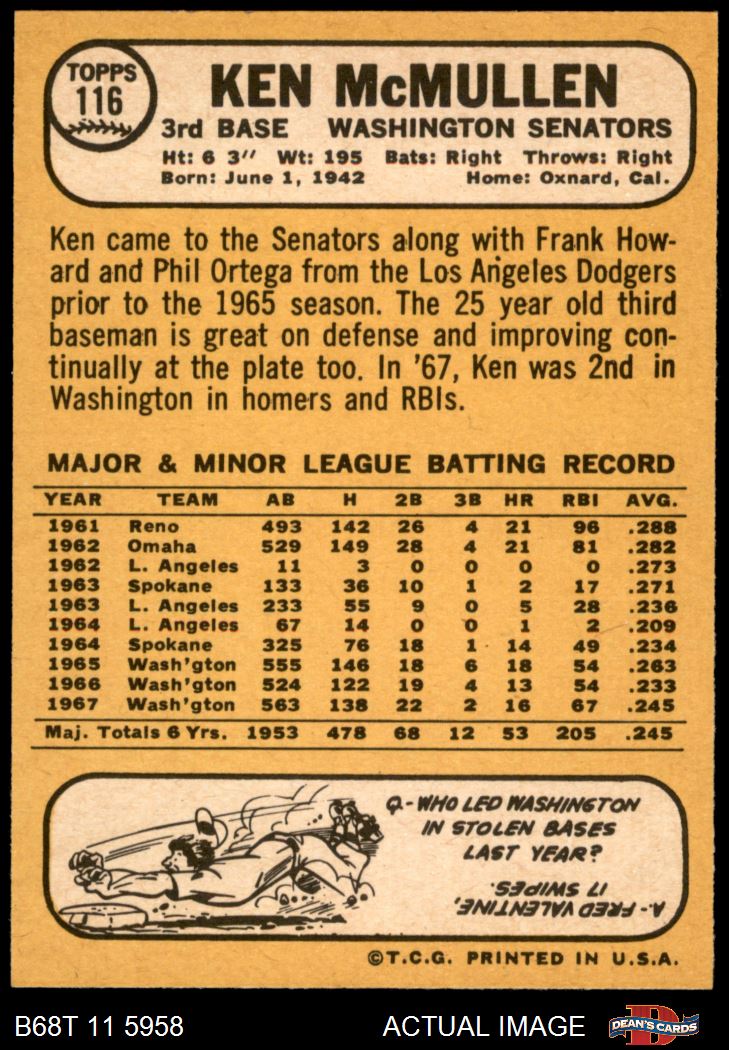 TOPPS
116
KEN McMULLEN
3rd BASE WASHINGTON SENATORS
Ht: 6 3" Wt: 195 Bats: Right Throws: Right
Born: June 1, 1942 Home: Oxnard, Cal.
Ken came to the Senators along with Frank How-
ard and Phil Ortega from the Los Angeles Dodgers
prior to the 1965 season. The 25 year old third
baseman is great on defense and improving con-
tinually at the plate too. In '67, Ken was 2nd in
Washington in homers and RBIs.
MAJOR & MINOR LEAGUE BATTING RECORD
YEAR TEAM AB H 2B 3B HR RBI AVG.
1961 Reno 493 142 26 4 21 96 .288
1962 Omaha 529 149 28 4 21 81 .282
1962 L. Angeles 11 3 0 0 0 0 .273
1963 Spokane 133 36 10 1 2 17 .271
1963 L. Angeles 233 55 9 0 5 28 .236
1964 L. Angeles 67 14 0 0 1 2 .209
1964 Spokane 325 76 18 1 14 49 .234
1965 Wash'gton 555 146 18 6 18 54 .263
1966 Wash'gton 524 122 19 4 13 54 .233
1967 Wash'gton 563 138 22 2 16 67 .245
Maj. Totals 6 Yrs. 1953 478 68 12 53 205 .245
Q.- WHO LED WASHINGTON
IN STOLEN BASES
LAST YEAR?
A.- FRED VALENTINE,
17 SWIPES.
©T.C.G. PRINTED IN U.S.A.
B68T 11 5958 ACTUAL IMAGE D DEAN'S CARDS